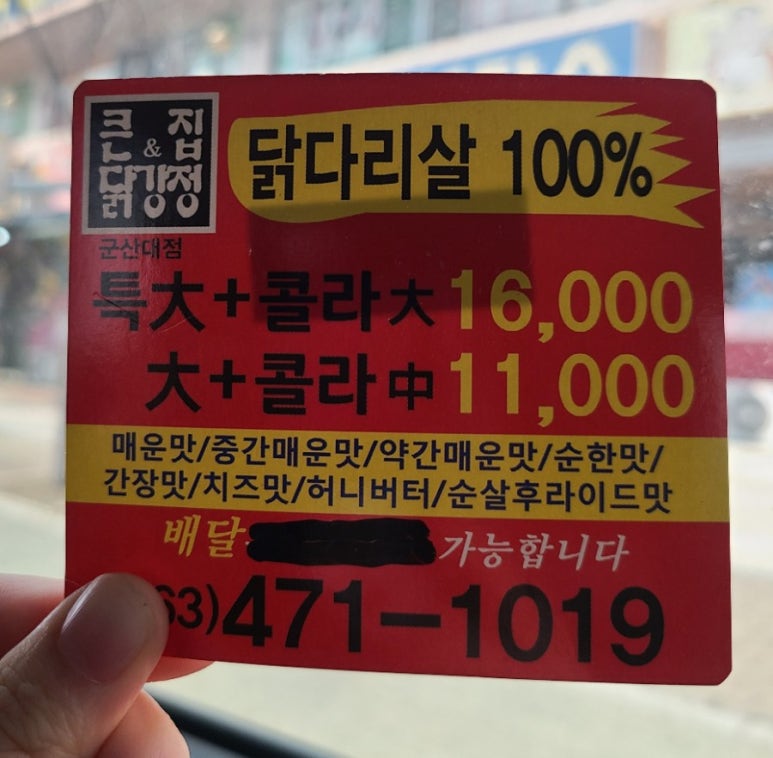 큰집
&
닭강정
닭다리살 100%
군산대점
특大+콜라大 16,000
大+콜라中 11,000
매운맛/중간매운맛/약간매운맛/순한맛/
간장맛/치즈맛/허니버터/순살후라이드맛
배달 가능합니다
63)471-1019